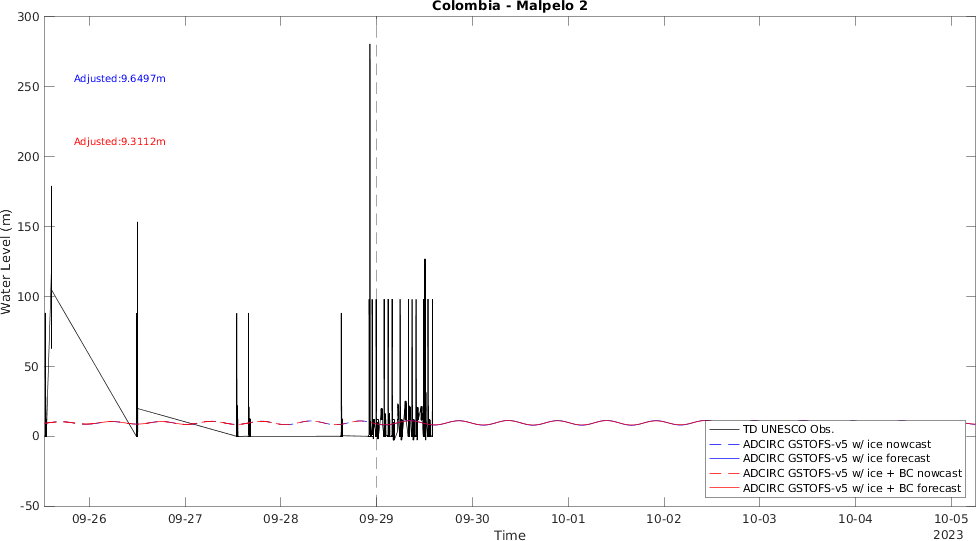 Colombia - Malpelo 2
300
250
200
150
100
50
0
-50
Water Level (m)
Adjusted:9.6497m
Adjusted:9.3112m
TD UNESCO Obs.
ADCIRC GSTOFS-v5 w/ ice nowcast
ADCIRC GSTOFS-v5 w/ ice forecast
ADCIRC GSTOFS-v5 w/ ice + BC nowcast
ADCIRC GSTOFS-v5 w/ ice + BC forecast
09-26 09-27 09-28 09-29 09-30 10-01 10-02 10-03 10-04 10-05
2023
Time